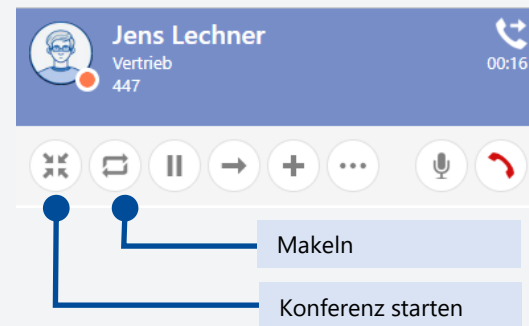 Jens Lechner
Vertrieb
00:16
447
Makeln
Konferenz starten